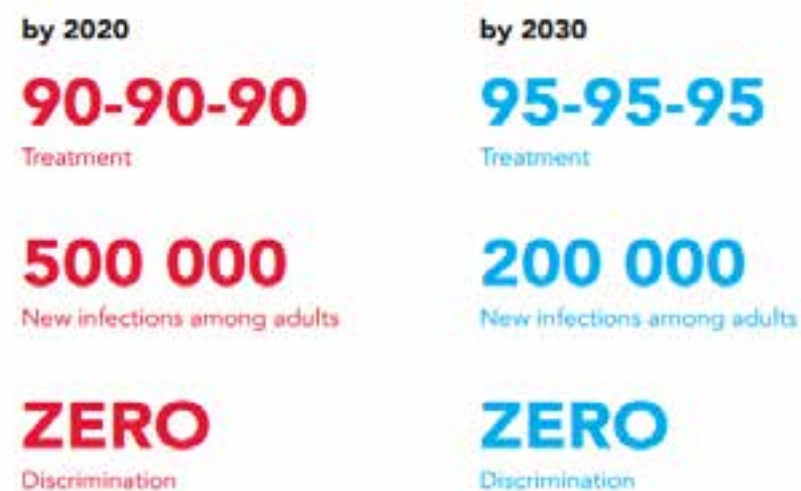 by 2020
90-90-90
Treatment
500 000
New infections among adults
ZERO
Discrimination
by 2030
95-95-95
Treatment
200 000
New infections among adults
ZERO
Discrimination